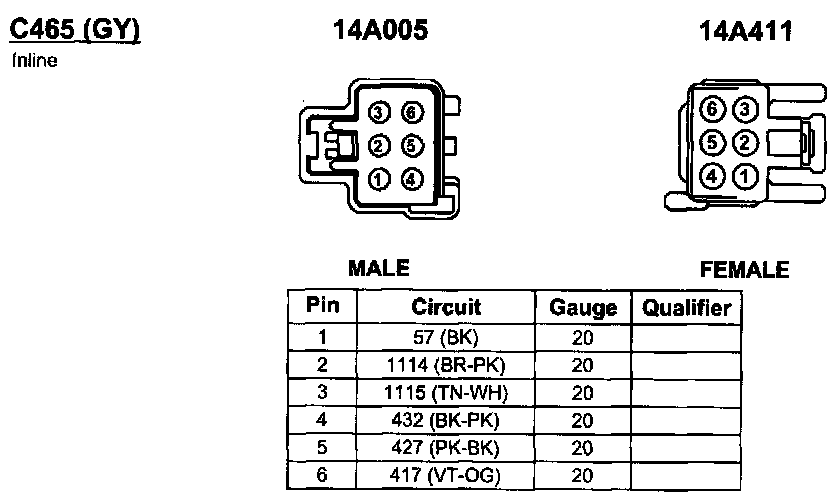 C465 (GY) 14A005 14A411
Inline
3 6 6 3
2 5 5 2
1 4 4 1
MALE FEMALE
Pin Circuit Gauge Qualifier
1 57 (BK) 20
2 1114 (BR-PK) 20
3 1115 (TN-WH) 20
4 432 (BK-PK) 20
5 427 (PK-BK) 20
6 417 (VT-OG) 20